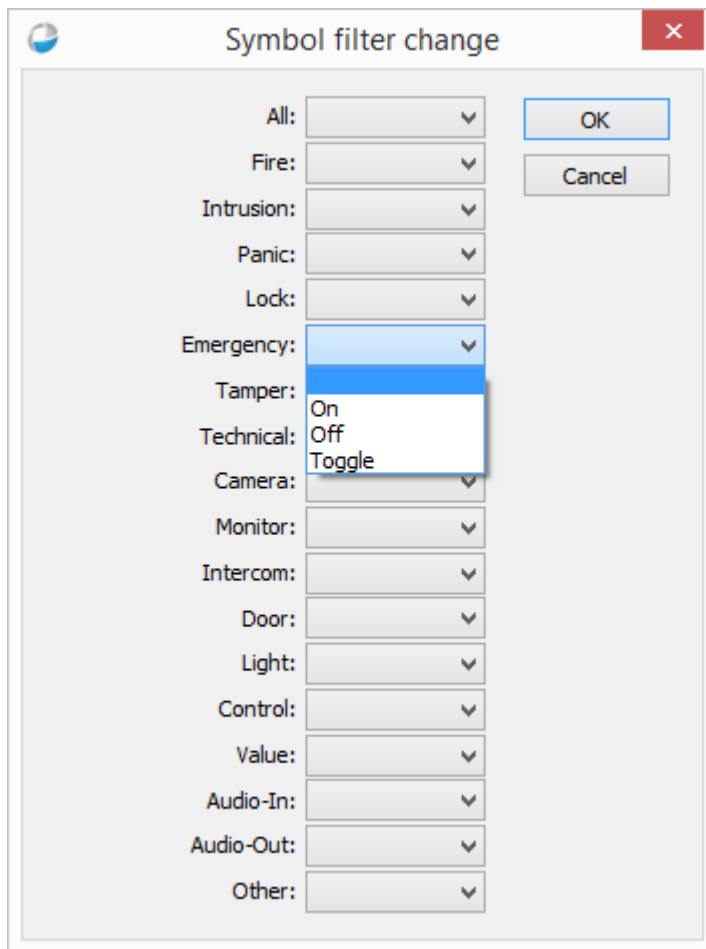 Symbol filter change
All:
OK
Fire:
Cancel
Intrusion:
Panic:
Lock:
Emergency:
Tamper:
On
Technical:
Off
Toggle
Camera:
Monitor:
Intercom:
Door:
Light:
Control:
Value:
Audio-In:
Audio-Out:
Other: